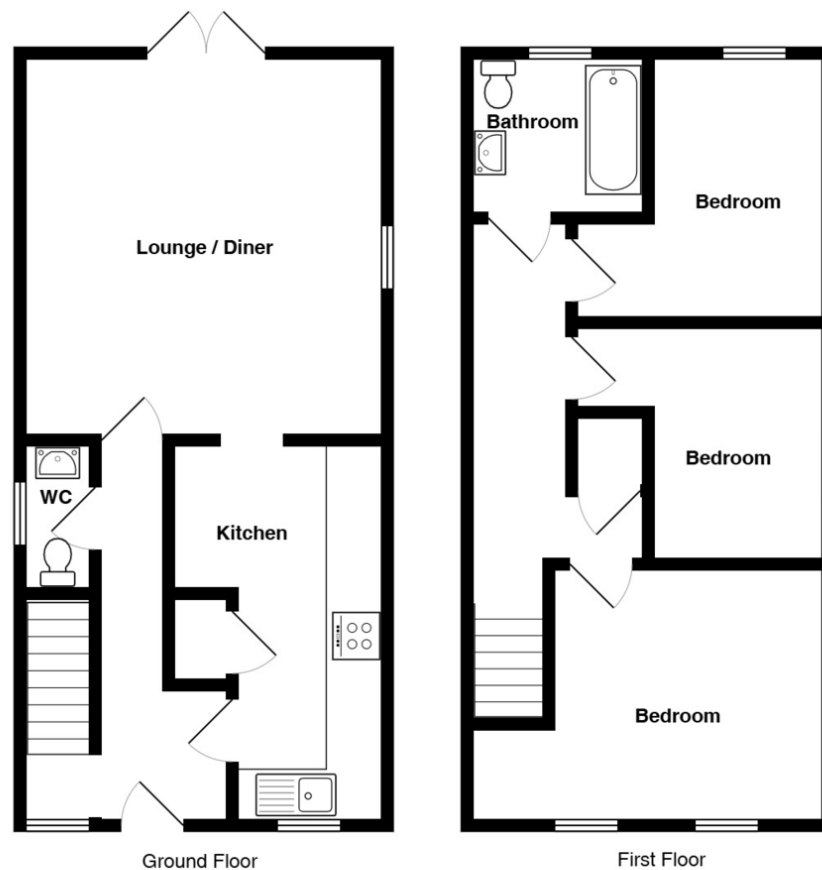 Bathroom
Bedroom
Lounge / Diner
Bedroom
WC
Kitchen
Bedroom
Ground Floor
First Floor